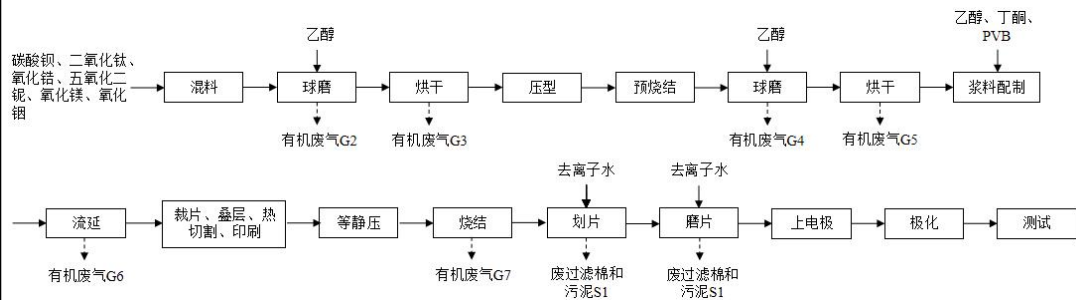 乙醇
乙醇
乙醇、丁酮、
PVB
碳酸钡、二氧化钛、
氧化锆、五氧化二
铌、氧化镁、氧化
铟
混料
球磨
烘干
压型
预烧结
球磨
烘干
浆料配制
有机废气G2
有机废气G3
有机废气G4
有机废气G5
去离子水
去离子水
流延
裁片、叠层、热
切割、印刷
等静压
烧结
划片
磨片
上电极
极化
测试
有机废气G6
有机废气G7
废过滤棉和
污泥S1
废过滤棉和
污泥S1